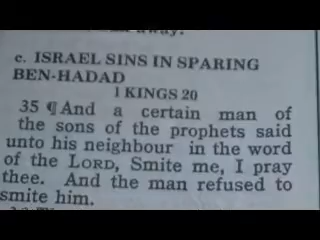 away.
c. ISRAEL SINS IN SPARING
BEN-HADAD
1 KINGS 20
35 ¶ And a certain man of
the sons of the prophets said
unto his neighbour in the word
of the LORD, Smite me, I pray
thee. And the man refused to
smite him.